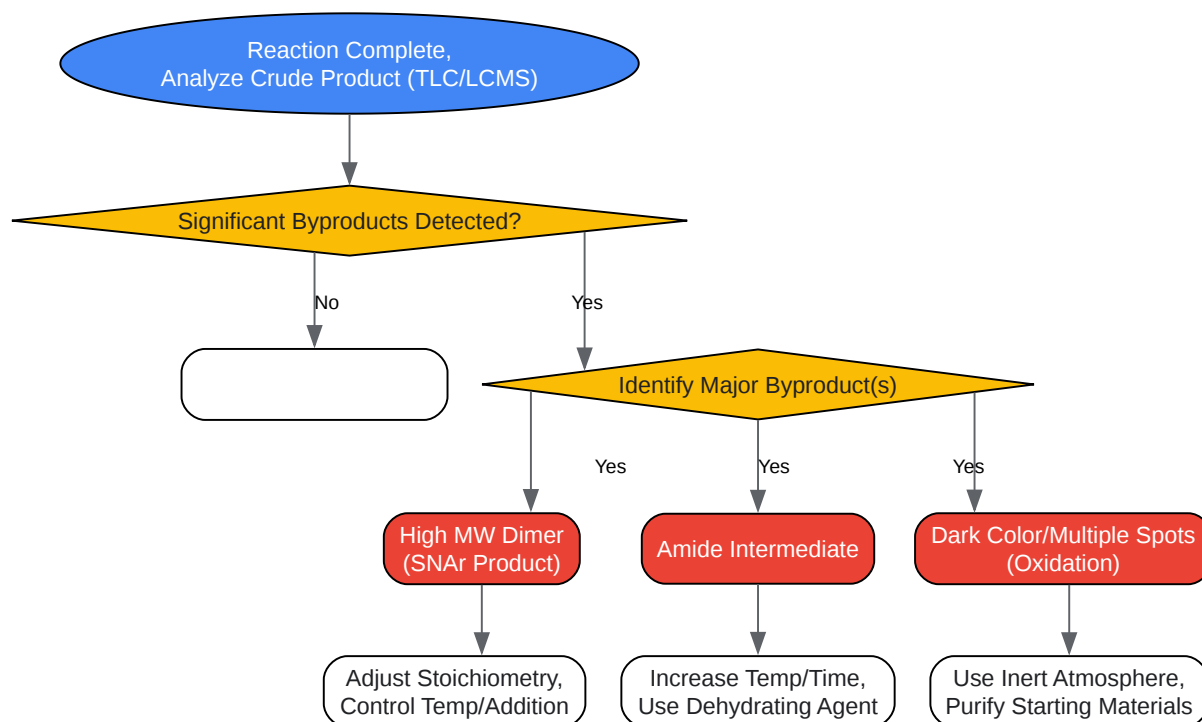 Reaction Complete,
Analyze Crude Product (TLC/LCMS)
Significant Byproducts Detected?
No
Yes
Identify Major Byproduct(s)
Yes
Yes
Yes
High MW Dimer
(SNAr Product)
Amide Intermediate
Dark Color/Multiple Spots
(Oxidation)
Adjust Stoichiometry,
Control Temp/Addition
Increase Temp/Time,
Use Dehydrating Agent
Use Inert Atmosphere,
Purify Starting Materials